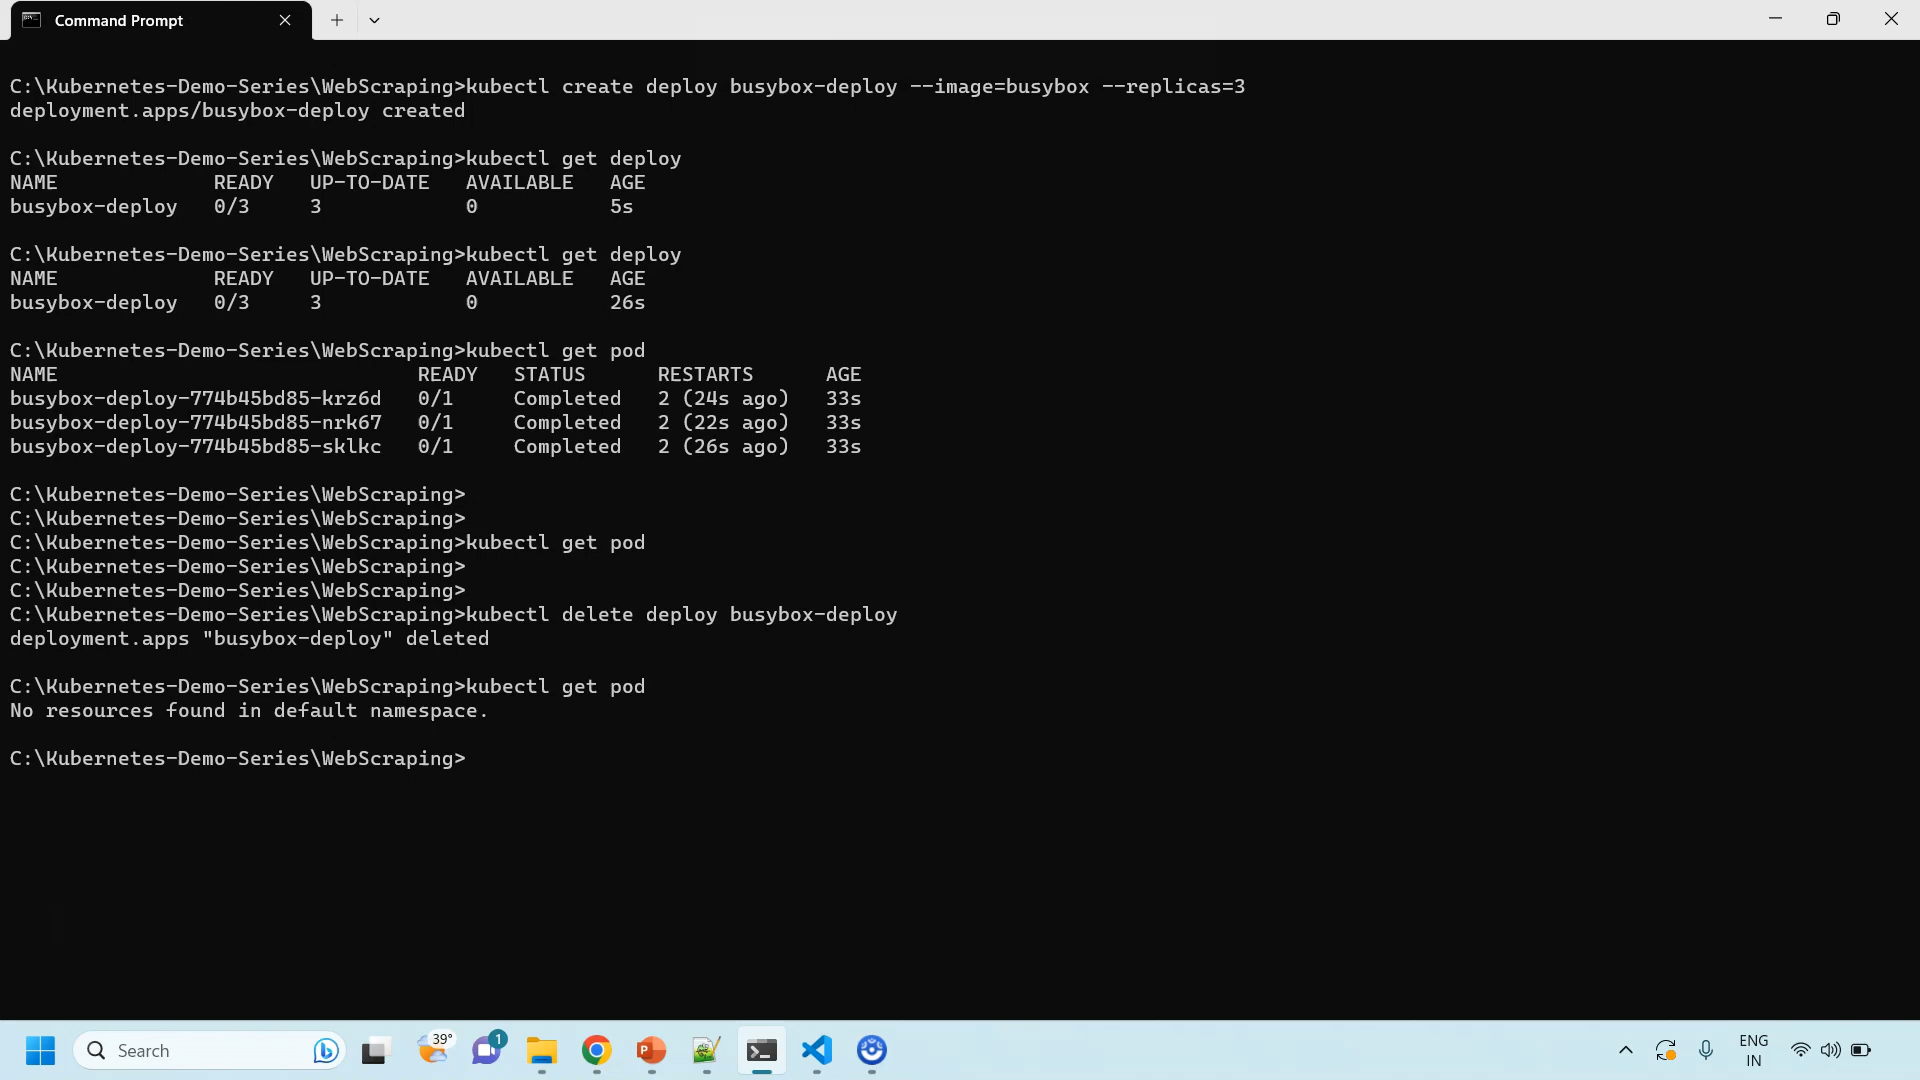 Command Prompt
C:\Kubernetes-Demo-Series\WebScraping>kubectl create deploy busybox-deploy --image=busybox --replicas=3
deployment.apps/busybox-deploy created
C:\Kubernetes-Demo-Series\WebScraping>kubectl get deploy
NAME READY UP-TO-DATE AVAILABLE AGE
busybox-deploy 0/3 3 0 5s
C:\Kubernetes-Demo-Series\WebScraping>kubectl get deploy
NAME READY UP-TO-DATE AVAILABLE AGE
busybox-deploy 0/3 3 0 26s
C:\Kubernetes-Demo-Series\WebScraping>kubectl get pod
NAME READY STATUS RESTARTS AGE
busybox-deploy-774b45bd85-krz6d 0/1 Completed 2 (24s ago) 33s
busybox-deploy-774b45bd85-nrk67 0/1 Completed 2 (22s ago) 33s
busybox-deploy-774b45bd85-sklkc 0/1 Completed 2 (26s ago) 33s
C:\Kubernetes-Demo-Series\WebScraping>
C:\Kubernetes-Demo-Series\WebScraping>
C:\Kubernetes-Demo-Series\WebScraping>kubectl get pod
C:\Kubernetes-Demo-Series\WebScraping>
C:\Kubernetes-Demo-Series\WebScraping>
C:\Kubernetes-Demo-Series\WebScraping>kubectl delete deploy busybox-deploy
deployment.apps "busybox-deploy" deleted
C:\Kubernetes-Demo-Series\WebScraping>kubectl get pod
No resources found in default namespace.
C:\Kubernetes-Demo-Series\WebScraping>
Search
39°
1
P
ENG
IN